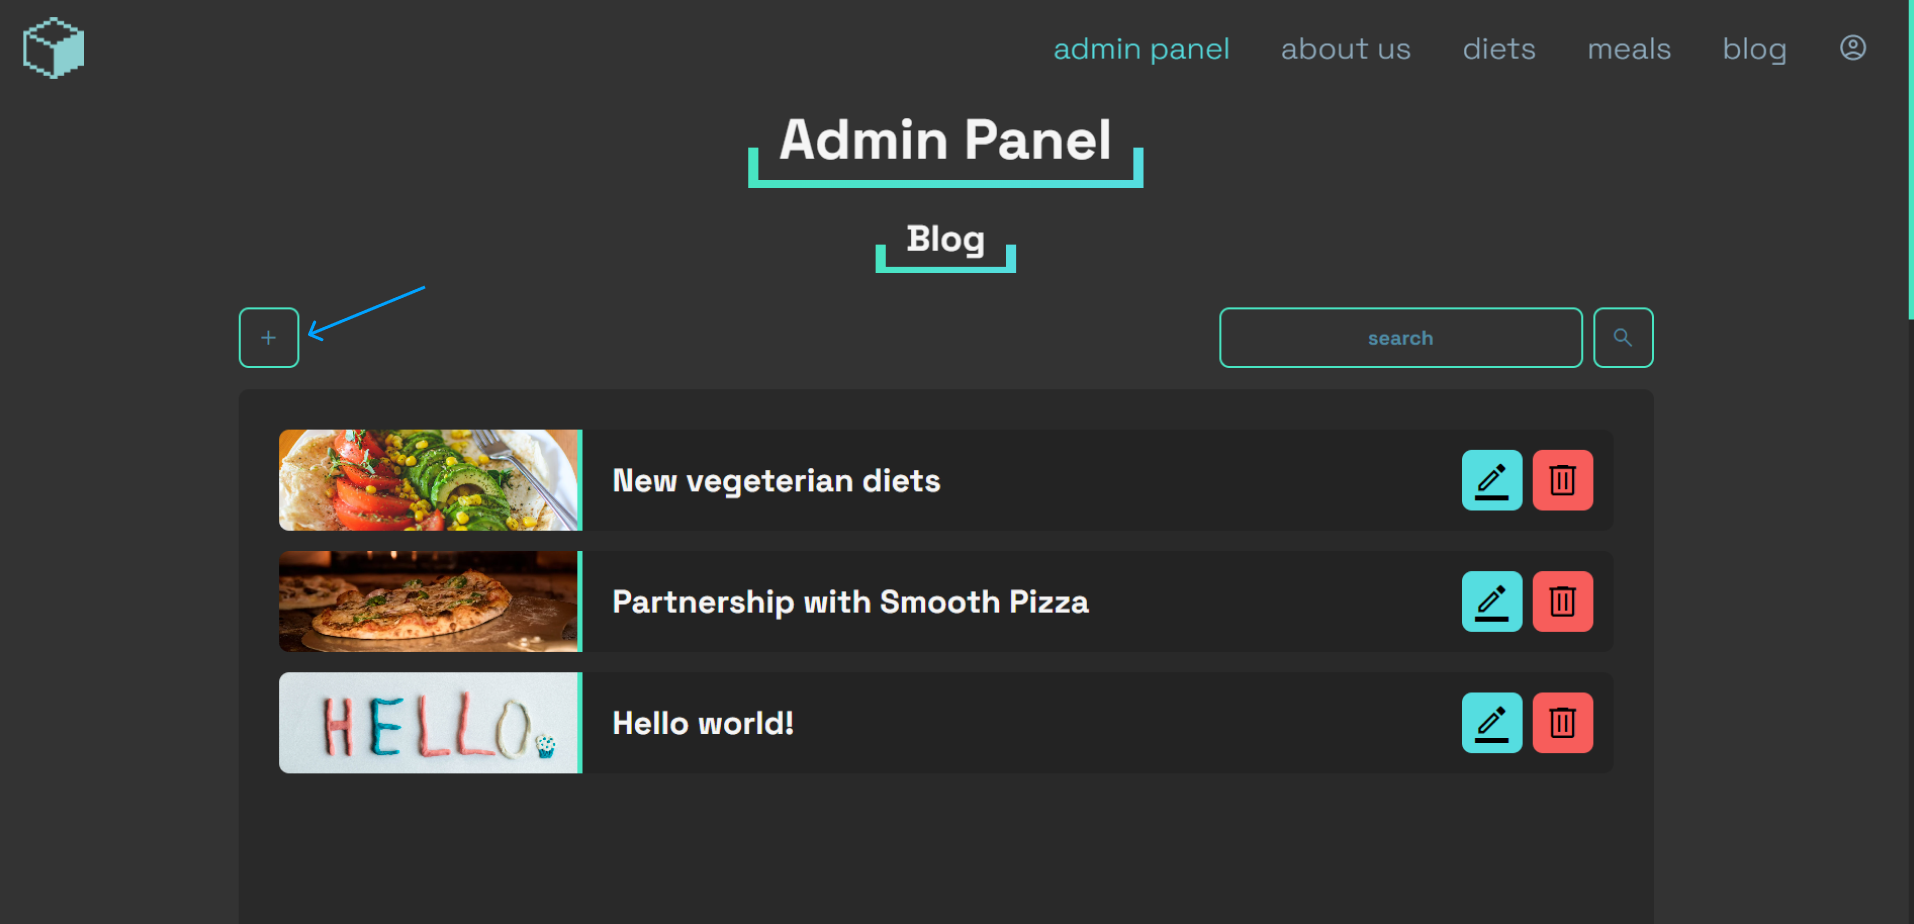 admin panel about us diets meals blog
Admin Panel
Blog
+ search
New vegeterian diets
Partnership with Smooth Pizza
HELLO.
Hello world!